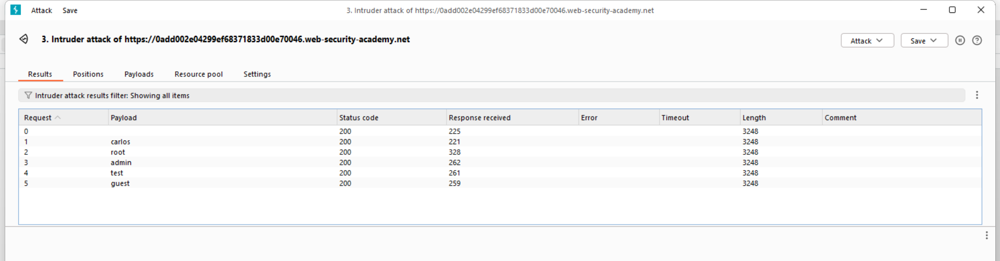 Attack Save 3. Intruder attack of https://0add002e04299ef68371833d00e70046.web-security-academy.net
3. Intruder attack of https://0add002e04299ef68371833d00e70046.web-security-academy.net Attack Save
Results Positions Payloads Resource pool Settings
Intruder attack results filter: Showing all items
Request Payload Status code Response received Error Timeout Length Comment
0 200 225 3248
1 carlos 200 221 3248
2 root 200 328 3248
3 admin 200 262 3248
4 test 200 261 3248
5 guest 200 259 3248